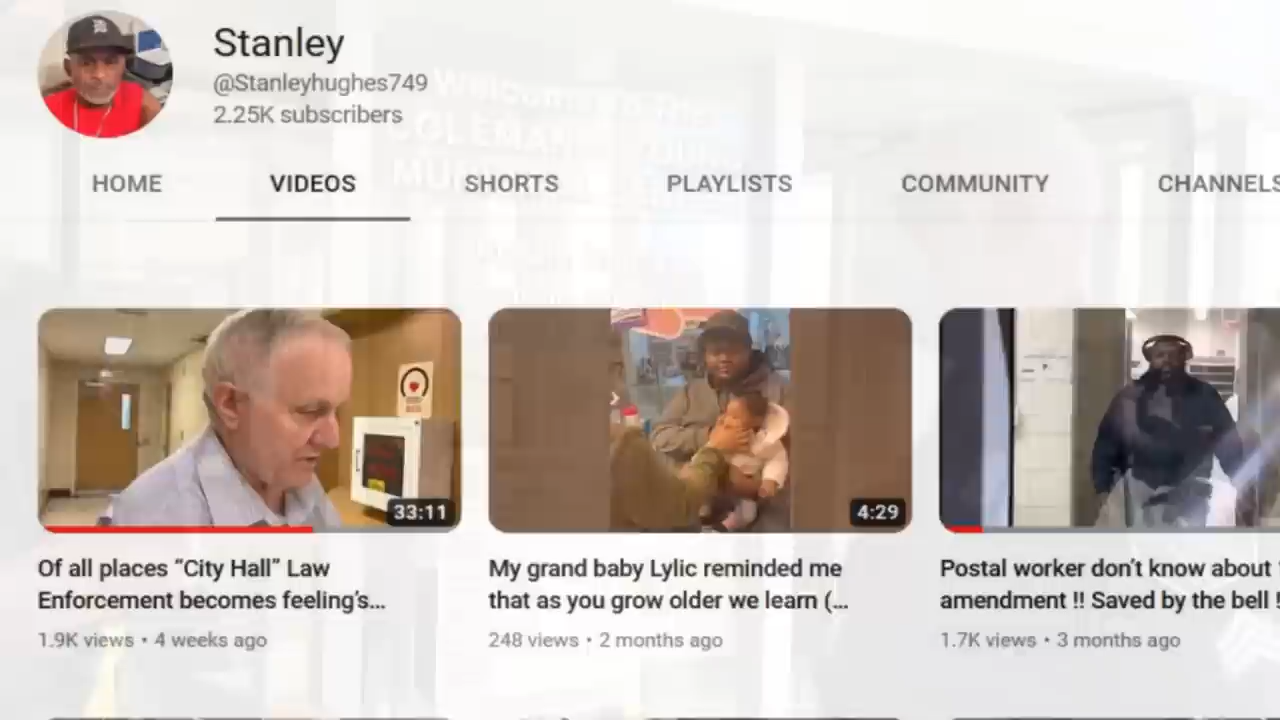 Stanley
@Stanleyhughes749
2.25K subscribers
HOME VIDEOS SHORTS PLAYLISTS COMMUNITY CHANNELS
Welcome
COLEMAN
33:11
4:29
Of all places “City Hall” Law
Enforcement becomes feeling’s...
1.9K views • 4 weeks ago
My grand baby Lylic reminded me
that as you grow older we learn (...
248 views • 2 months ago
Postal worker don’t know about
amendment !! Saved by the bell !
1.7K views • 3 months ago